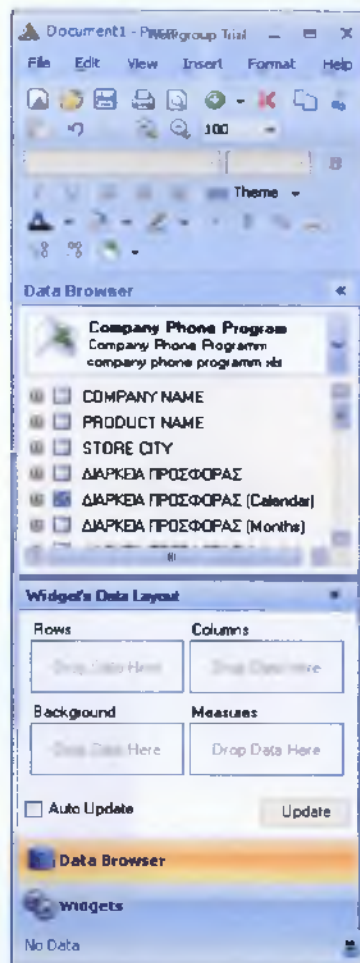 Document1 - Workgroup Trial
File Edit View Insert Format Help
100
B
Theme
Data Browser
Company Phone Program
Company Phone Programm
company phone programm xls
COMPANY NAME
PRODUCT NAME
STORE CITY
ΔΙΑΡΚΕΙΑ ΠΡΟΣΦΟΡΑΣ
ΔΙΑΡΚΕΙΑ ΠΡΟΣΦΟΡΑΣ (Calendar)
ΔΙΑΡΚΕΙΑ ΠΡΟΣΦΟΡΑΣ (Months)
Widget's Data Layout
Rows Columns
Drop Data Here Drop Data Here
Background Measures
Drop Data Here Drop Data Here
Auto Update Update
Data Browser
Widgets
No Data